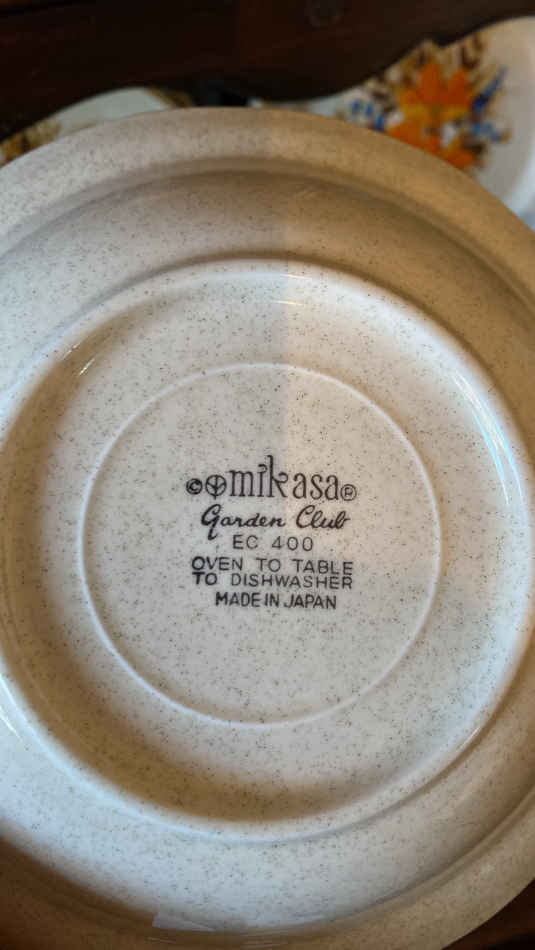 © mikasa ®
Garden Club
EC 400
OVEN TO TABLE
TO DISHWASHER
MADE IN JAPAN